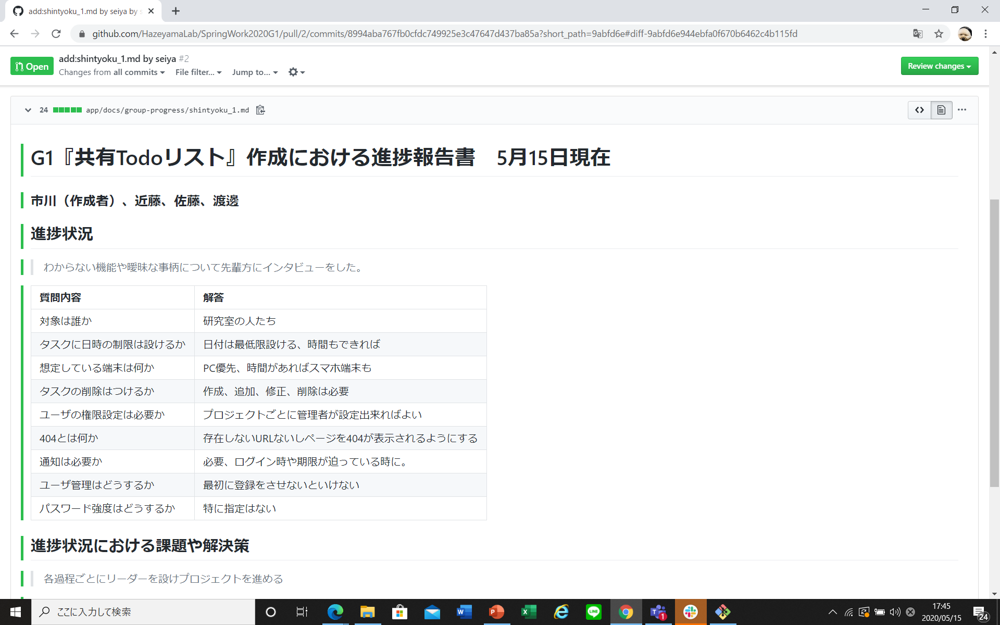 add:shintyoku_1.md by seiya by s
github.com/HazeyamaLab/SpringWork2020G1/pull/2/commits/8994aba767fb0cfdc749925e3c47647d437ba85a?short_path=9abfd6e#diff-9abfd6e944ebfa0f670b6462c4b115fd
Open
add:shintyoku_1.md by seiya #2
Changes from all commits File filter... Jump to...
Review changes
24 app/docs/group-progress/shintyoku_1.md
G1『共有Todoリスト』作成における進捗報告書　5月15日現在
市川（作成者）、近藤、佐藤、渡邊
進捗状況
わからない機能や曖昧な事柄について先輩方にインタビューをした。
質問内容 解答
対象は誰か 研究室の人たち
タスクに日時の制限は設けるか 日付は最低限設ける、時間もできれば
想定している端末は何か PC優先、時間があればスマホ端末も
タスクの削除はつけるか 作成、追加、修正、削除は必要
ユーザの権限設定は必要か プロジェクトごとに管理者が設定出来ればよい
404とは何か 存在しないURLないしページを404が表示されるようにする
通知は必要か 必要、ログイン時や期限が迫っている時に。
ユーザ管理はどうするか 最初に登録をさせないといけない
パスワード強度はどうするか 特に指定はない
進捗状況における課題や解決策
各過程ごとにリーダーを設けプロジェクトを進める
ここに入力して検索
17:45
2020/05/15
24